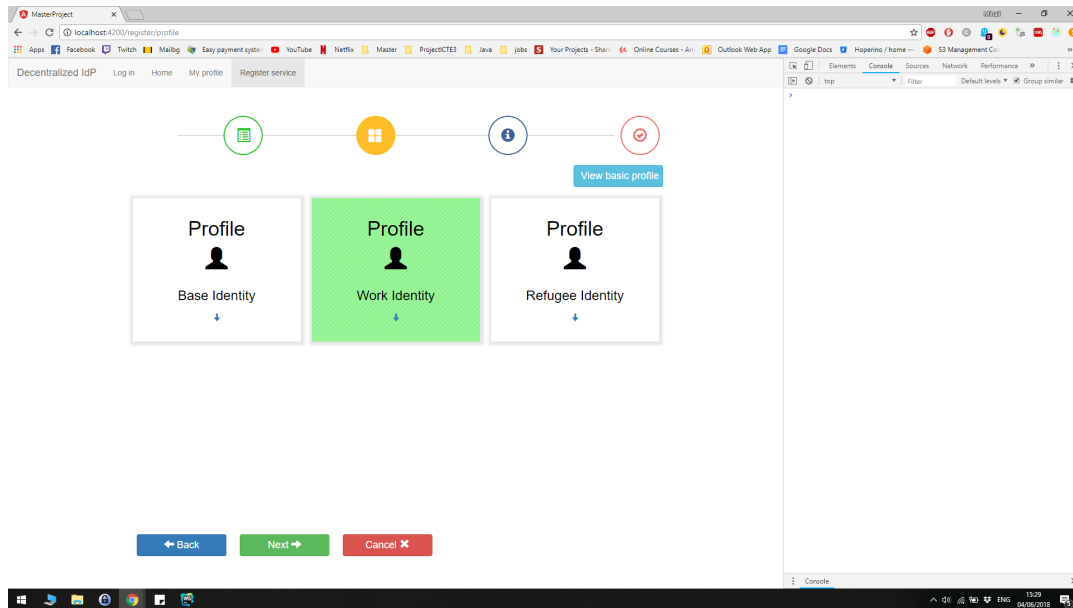 MasterProject
localhost:4200/register/profile
Apps Facebook Twitch Mailbg Easy payment system YouTube Netflix Master ProjectICTE3 Java jobs Your Projects - Share Online Courses - An Outlook Web App Google Docs Hoperino / home — S3 Management Co
Decentralized IdP Log in Home My profile Register service
Elements Console Sources Network Performance »
top Filter Default levels Group similar
View basic profile
Profile Profile Profile
Base Identity Work Identity Refugee Identity
Back Next Cancel
Console
ENG 15:29
04/06/2018